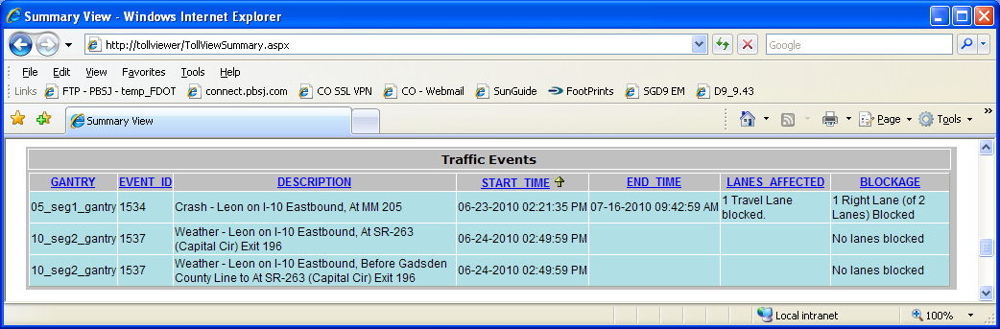 Summary View - Windows Internet Explorer
http://tollviewer/TollViewSummary.aspx
Google
File Edit View Favorites Tools Help
Links FTP - PBSJ - temp_FDOT connect.pbsj.com CO SSL VPN CO - Webmail SunGuide FootPrints SGD9 EM D9_9.43
Summary View
Page Tools
Traffic Events
GANTRY EVENT_ID DESCRIPTION START_TIME END_TIME LANES_AFFECTED BLOCKAGE
05_seg1_gantry 1534 Crash - Leon on I-10 Eastbound, At MM 205 06-23-2010 02:21:35 PM 07-16-2010 09:42:59 AM 1 Travel Lane
blocked. 1 Right Lane (of 2
Lanes) Blocked
10_seg2_gantry 1537 Weather - Leon on I-10 Eastbound, At SR-263
(Capital Cir) Exit 196 06-24-2010 02:49:59 PM No lanes blocked
10_seg2_gantry 1537 Weather - Leon on I-10 Eastbound, Before Gadsden
County Line to At SR-263 (Capital Cir) Exit 196 06-24-2010 02:49:59 PM No lanes blocked
Local intranet 100%